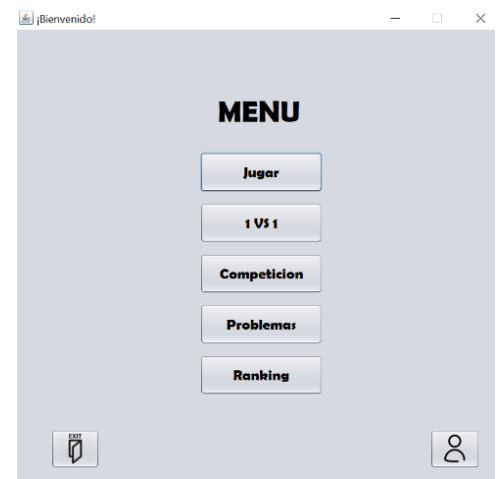 ¡Bienvenido!
MENU
Jugar
1 VS 1
Competicion
Problemas
Ranking
EXIT